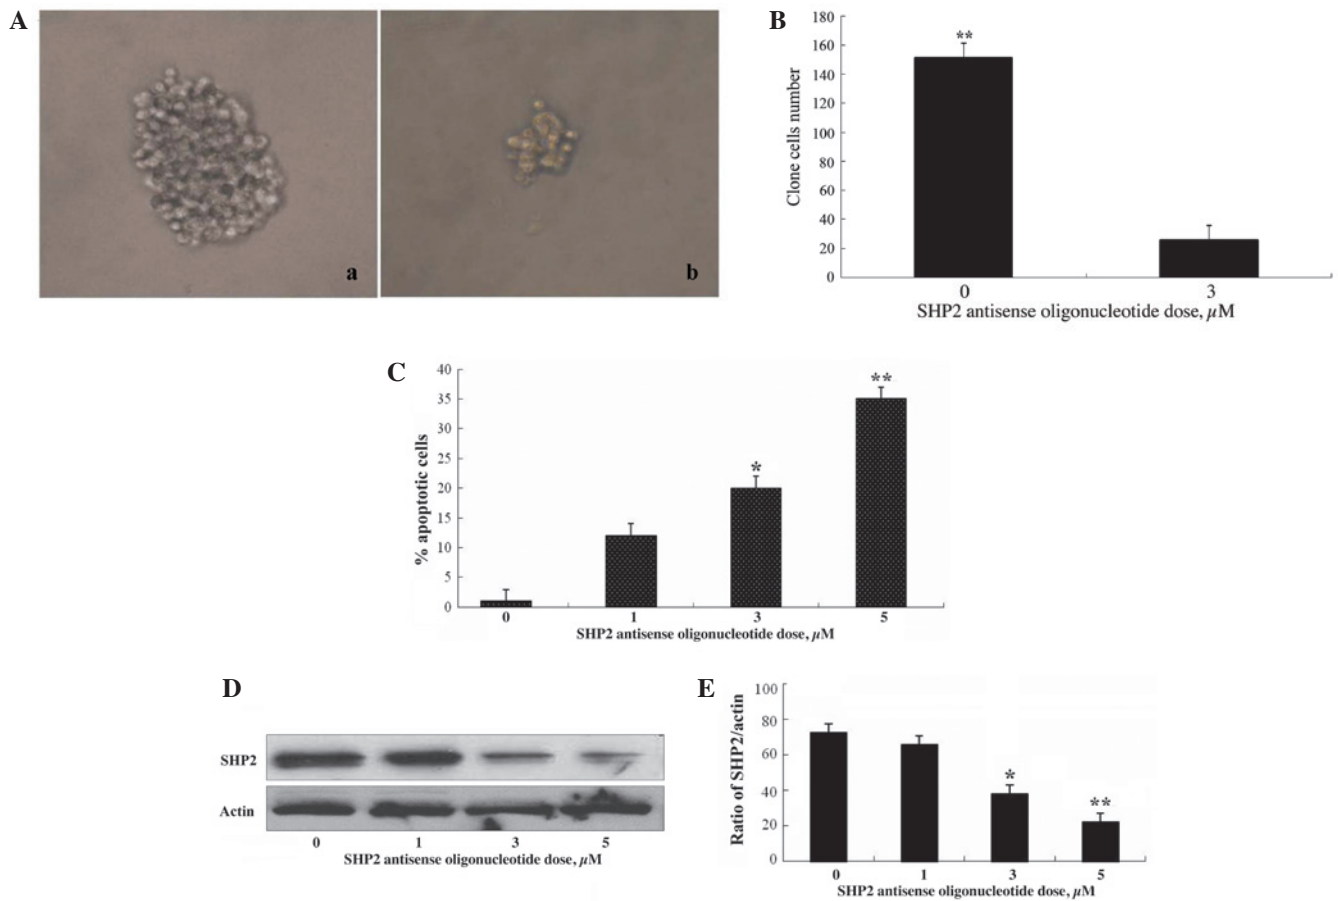 A
a
b
B
Clone cells number
180
160
140
120
100
80
60
40
20
0
**
0
3
SHP2 antisense oligonucleotide dose, µM
C
% apoptotic cells
40
35
30
25
20
15
10
5
0
*
**
0
1
3
5
SHP2 antisense oligonucleotide dose, µM
D
SHP2
Actin
0
1
3
5
SHP2 antisense oligonucleotide dose, µM
E
Ratio of SHP2/actin
100
80
60
40
20
0
*
**
0
1
3
5
SHP2 antisense oligonucleotide dose, µM